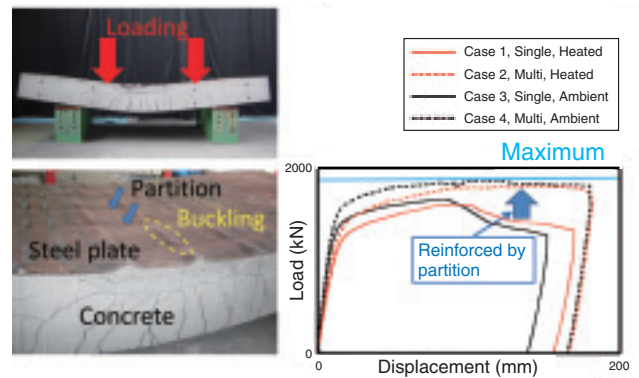 Loading
Partition
Buckling
Steel plate
Concrete
Case 1, Single, Heated
Case 2, Multi, Heated
Case 3, Single, Ambient
Case 4, Multi, Ambient
Maximum
2000
Load (kN)
Reinforced by
partition
0
0
Displacement (mm)
200